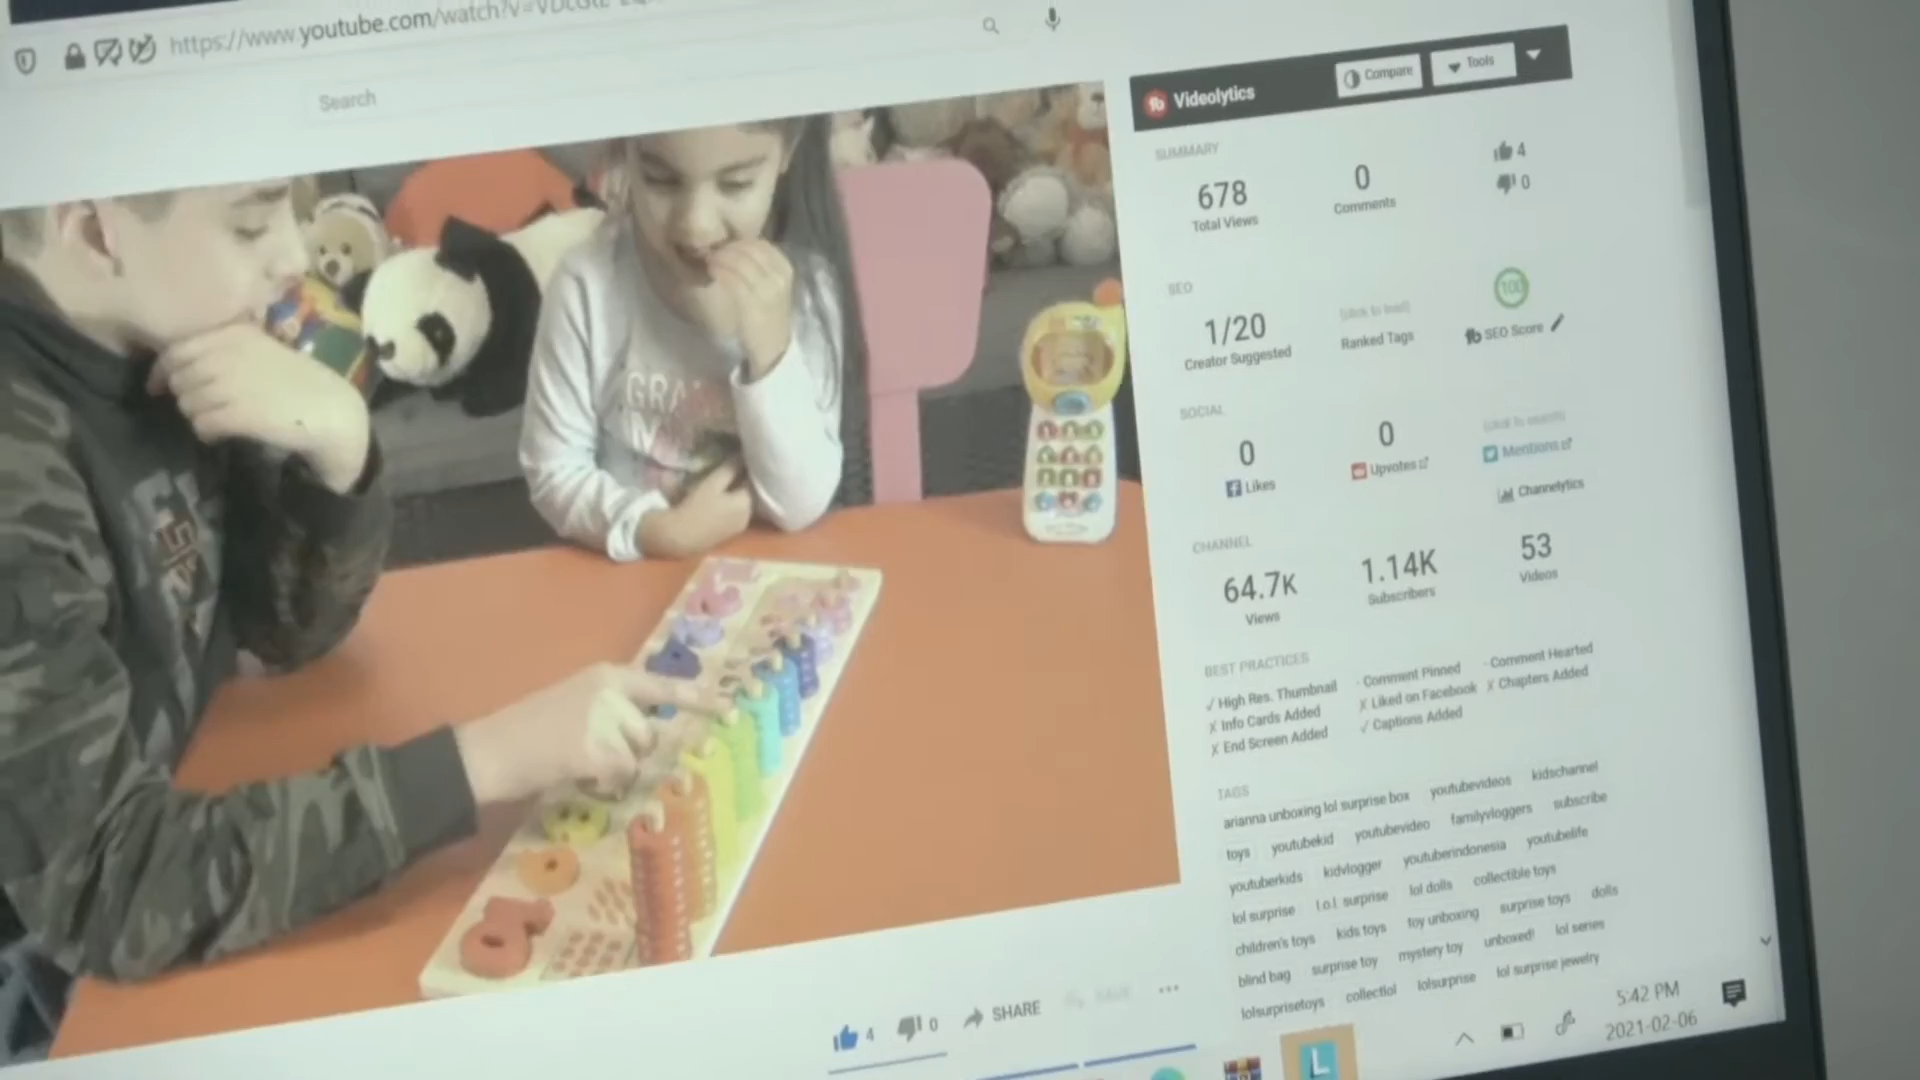 https://www.youtube.com/watch?v=
Search
Videolytics
Compare
Tools
SUMMARY
678
Total Views
0
Comments
4
0
SEO
1/20
Creator Suggested
Ranked Tags
100
SEO Score
SOCIAL
0
Likes
0
Upvotes
Mentions
Channelytics
CHANNEL
64.7K
Views
1.14K
Subscribers
53
Videos
BEST PRACTICES
✓ High Res. Thumbnail - Comment Pinned - Comment Hearted
✗ Info Cards Added ✗ Liked on Facebook ✗ Chapters Added
✗ End Screen Added ✓ Captions Added
TAGS
arianna unboxing lol surprise box youtubevideos kidschannel
toys youtubekid youtubevideo familyvloggers subscribe
youtuberkids kidvlogger youtuberindonesia youtubelife
lol surprise l.o.l. surprise lol dolls collectible toys
children's toys kids toys toy unboxing surprise toys dolls
blind bag surprise toy mystery toy unboxed! lol series
lolsurprisetoys collectlol lolsurprise lol surprise jewelry
4 0 SHARE SAVE
5:42 PM
2021-02-06
L